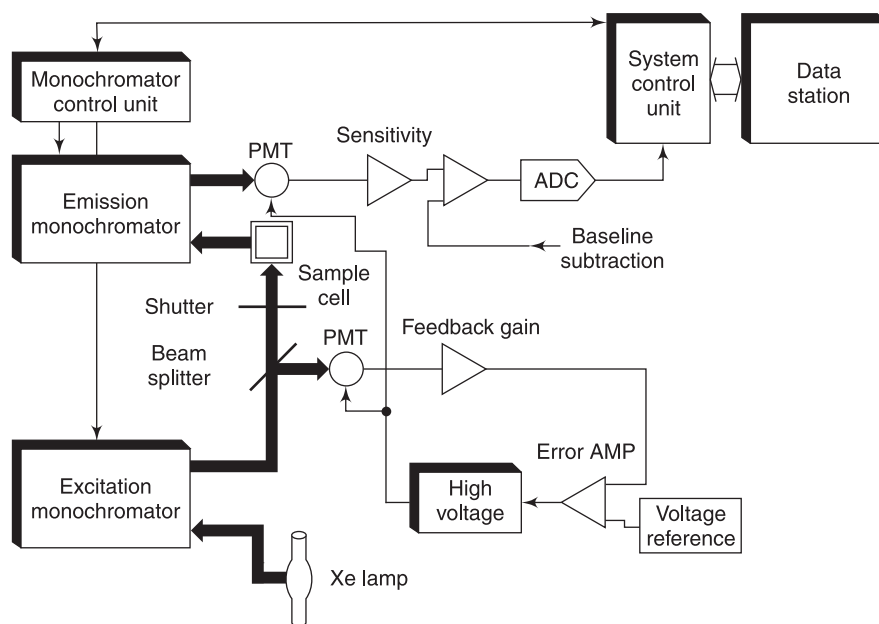 Monochromator
control unit
System
control
unit
Data
station
PMT
Sensitivity
ADC
Emission
monochromator
Baseline
subtraction
Sample
cell
Shutter
PMT
Feedback gain
Beam
splitter
Error AMP
Excitation
monochromator
High
voltage
Voltage
reference
Xe lamp